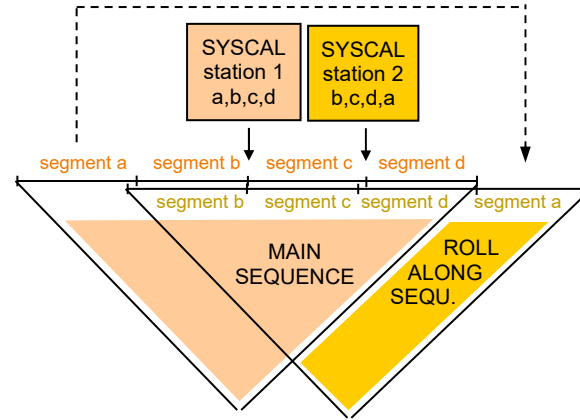 SYSCAL
station 1
a,b,c,d
SYSCAL
station 2
b,c,d,a
segment a segment b segment c segment d
segment b segment c segment d segment a
MAIN
SEQUENCE
ROLL
ALONG
SEQU.